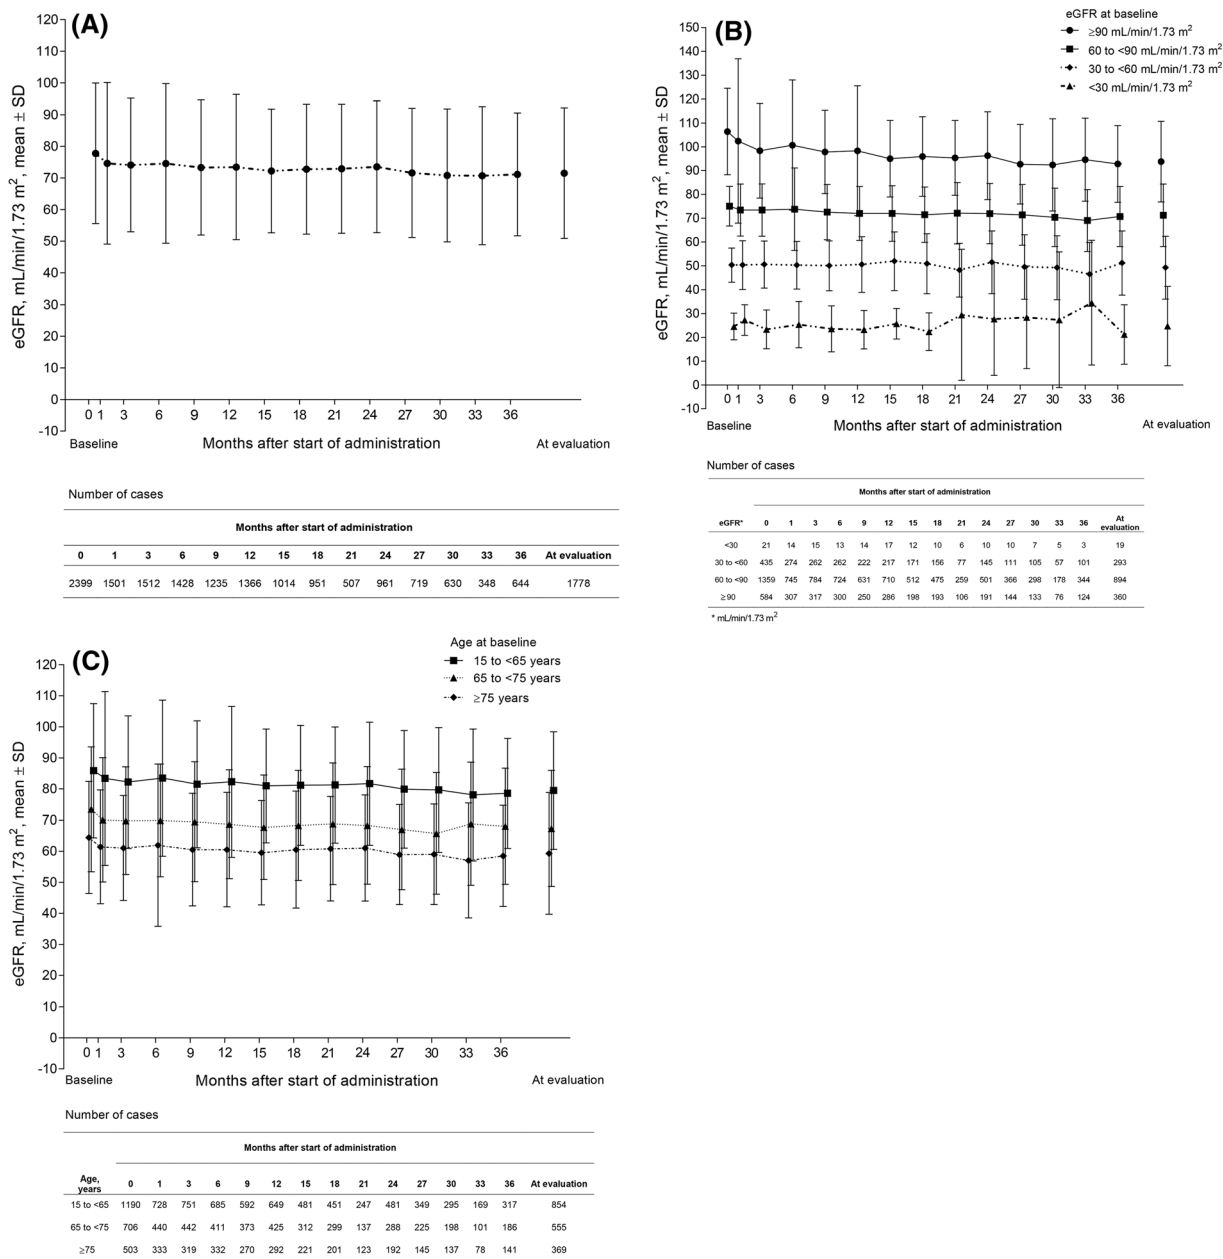 (A)
120
110
100
90
80
70
60
50
40
30
20
10
0
-10
eGFR, mL/min/1.73 m², mean ± SD
0 1 3 6 9 12 15 18 21 24 27 30 33 36
Baseline Months after start of administration At evaluation
Number of cases
Months after start of administration
0 1 3 6 9 12 15 18 21 24 27 30 33 36 At evaluation
2399 1501 1512 1428 1235 1366 1014 951 507 961 719 630 348 644 1778
(B)
eGFR at baseline
≥90 mL/min/1.73 m²
60 to <90 mL/min/1.73 m²
30 to <60 mL/min/1.73 m²
<30 mL/min/1.73 m²
150
140
130
120
110
100
90
80
70
60
50
40
30
20
10
0
-10
eGFR, mL/min/1.73 m², mean ± SD
0 1 3 6 9 12 15 18 21 24 27 30 33 36
Baseline Months after start of administration At evaluation
Number of cases
Months after start of administration
eGFR* 0 1 3 6 9 12 15 18 21 24 27 30 33 36 At evaluation
<30 21 14 15 13 14 17 12 10 6 10 10 7 5 3 19
30 to <60 435 274 262 262 222 217 171 156 77 145 111 105 57 101 293
60 to <90 1359 745 784 724 631 710 512 475 259 501 366 298 178 344 894
≥90 584 307 317 300 250 286 198 193 106 191 144 133 76 124 360
* mL/min/1.73 m²
(C)
Age at baseline
15 to <65 years
65 to <75 years
≥75 years
120
110
100
90
80
70
60
50
40
30
20
10
0
-10
eGFR, mL/min/1.73 m², mean ± SD
0 1 3 6 9 12 15 18 21 24 27 30 33 36
Baseline Months after start of administration At evaluation
Number of cases
Months after start of administration
Age, years 0 1 3 6 9 12 15 18 21 24 27 30 33 36 At evaluation
15 to <65 1190 728 751 685 592 649 481 451 247 481 349 295 169 317 854
65 to <75 706 440 442 411 373 425 312 299 137 288 225 198 101 186 555
≥75 503 333 319 332 270 292 221 201 123 192 145 137 78 141 369